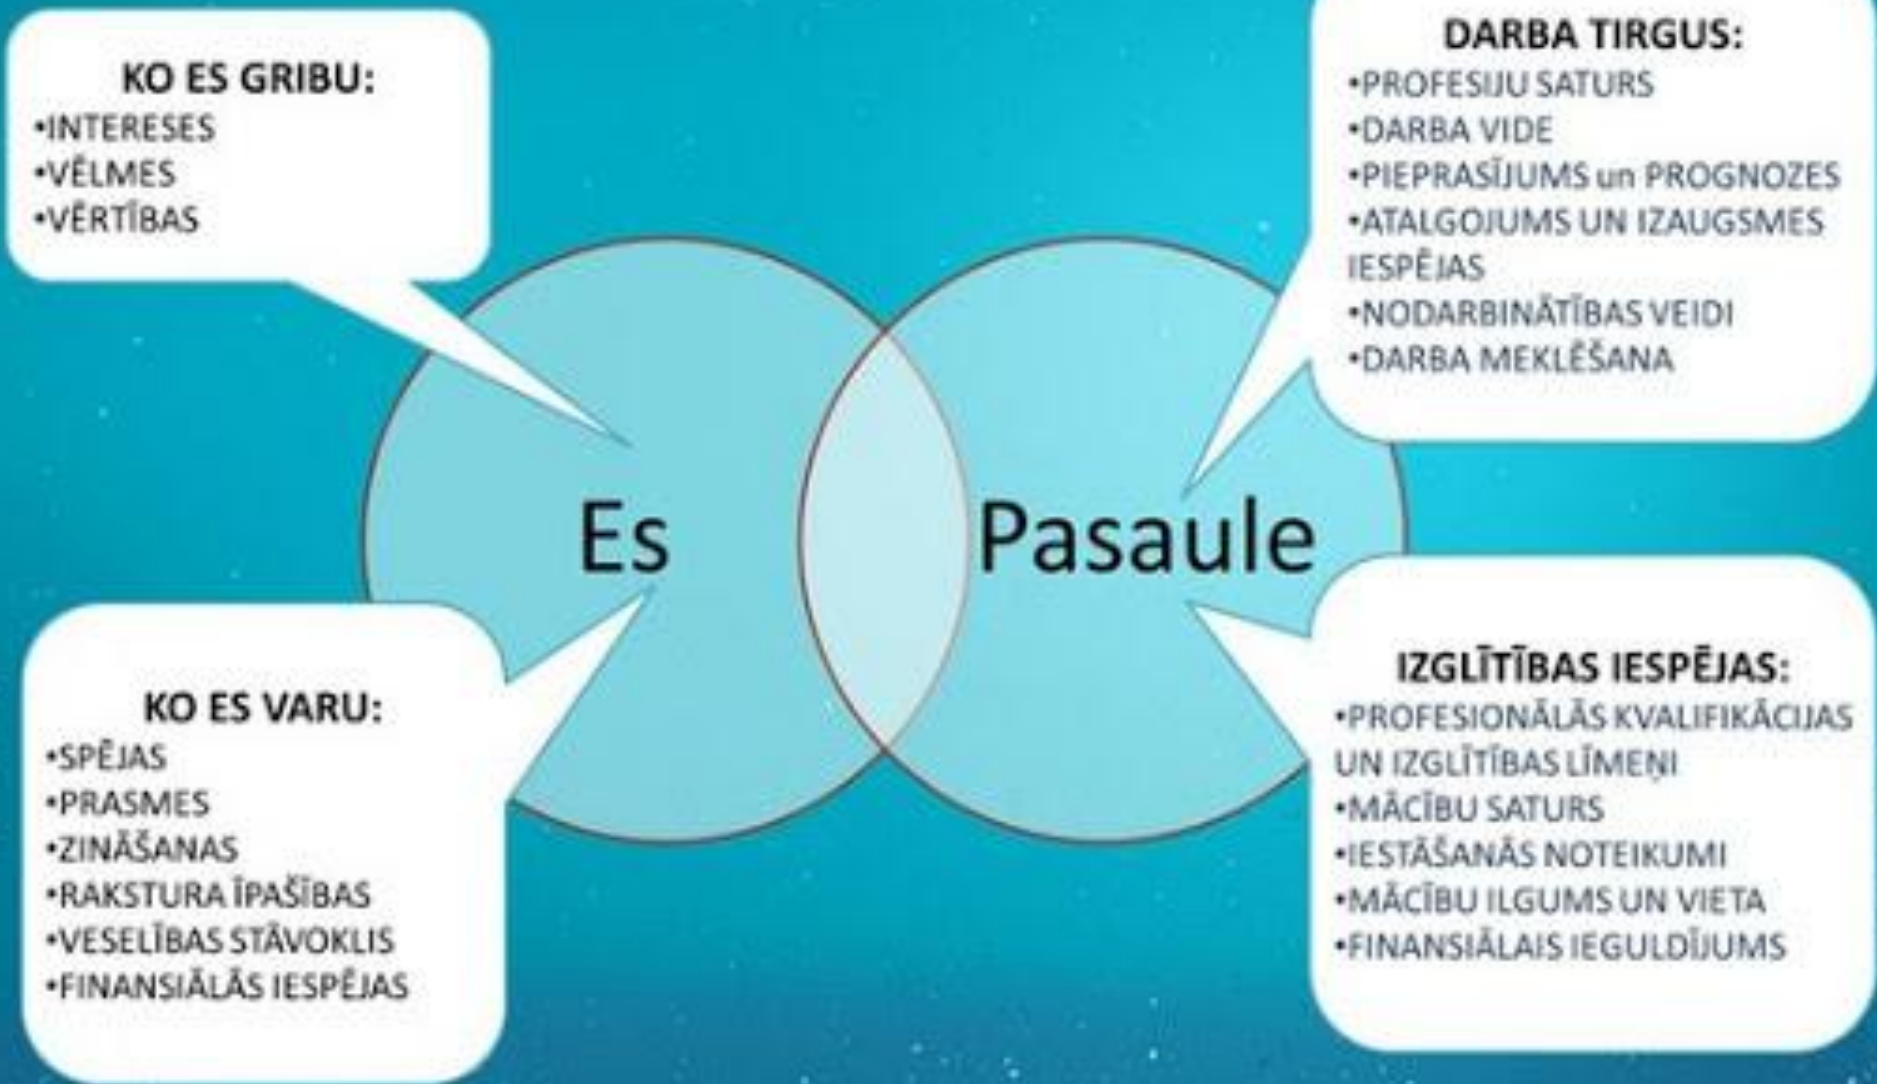 KO ES GRIBU:
•INTERESES
•VĒLMES
•VĒRTĪBAS
DARBA TIRGUS:
•PROFESIJU SATURS
•DARBA VIDE
•PIEPRASĪJUMS un PROGNOZES
•ATALGOJUMS UN IZAUGSMES
IESPĒJAS
•NODARBINĀTĪBAS VEIDI
•DARBA MEKLĒŠANA
Es
Pasaule
KO ES VARU:
•SPĒJAS
•PRASMES
•ZINĀŠANAS
•RAKSTURA ĪPAŠĪBAS
•VESELĪBAS STĀVOKLIS
•FINANSIĀLĀS IESPĒJAS
IZGLĪTĪBAS IESPĒJAS:
•PROFESIONĀLĀS KVALIFIKĀCIJAS
UN IZGLĪTĪBAS LĪMEŅI
•MĀCĪBU SATURS
•IESTĀŠANĀS NOTEIKUMI
•MĀCĪBU ILGUMS UN VIETA
•FINANSIĀLAIS IEGULDĪJUMS